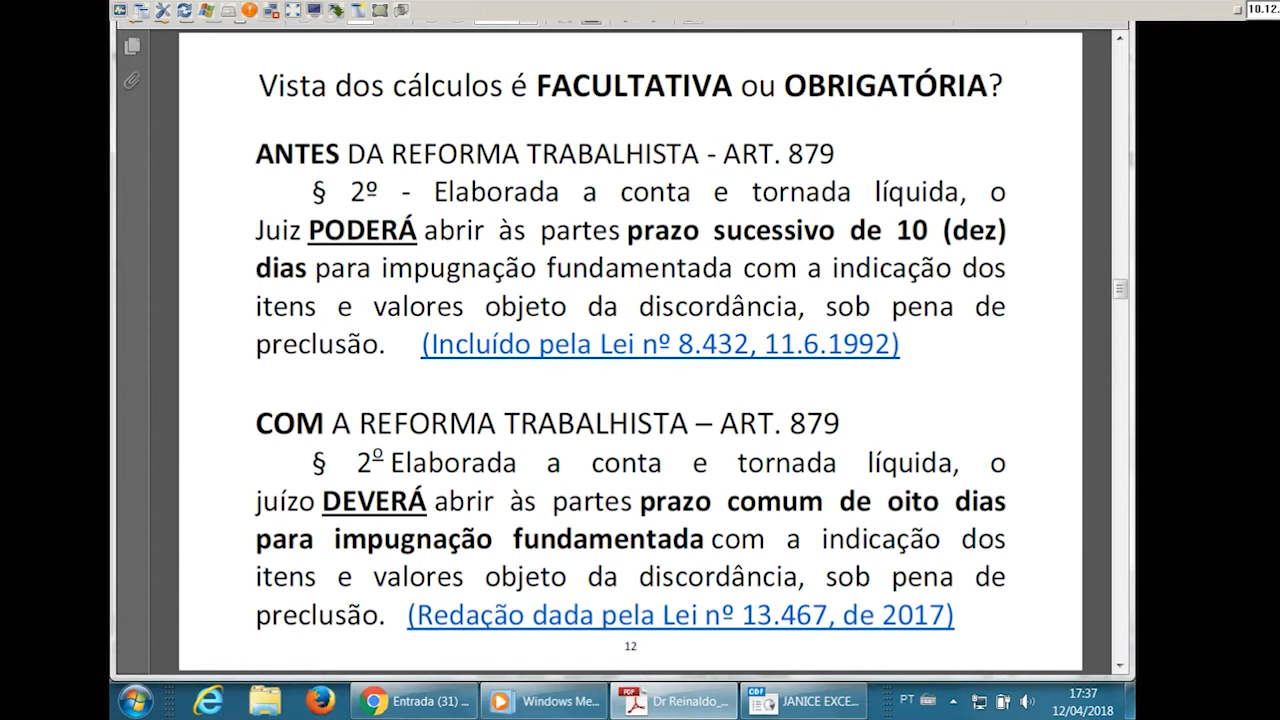 10.12.
Vista dos cálculos é FACULTATIVA ou OBRIGATÓRIA?
ANTES DA REFORMA TRABALHISTA - ART. 879
§ 2º - Elaborada a conta e tornada líquida, o
Juiz PODERÁ abrir às partes prazo sucessivo de 10 (dez)
dias para impugnação fundamentada com a indicação dos
itens e valores objeto da discordância, sob pena de
preclusão. (Incluído pela Lei nº 8.432, 11.6.1992)
COM A REFORMA TRABALHISTA – ART. 879
§ 2º Elaborada a conta e tornada líquida, o
juízo DEVERÁ abrir às partes prazo comum de oito dias
para impugnação fundamentada com a indicação dos
itens e valores objeto da discordância, sob pena de
preclusão. (Redação dada pela Lei nº 13.467, de 2017)
12
Entrada (31) ...
Windows Me...
PDF
Dr Reinaldo_...
CDF
JANICE EXCE...
PT
17:37
12/04/2018